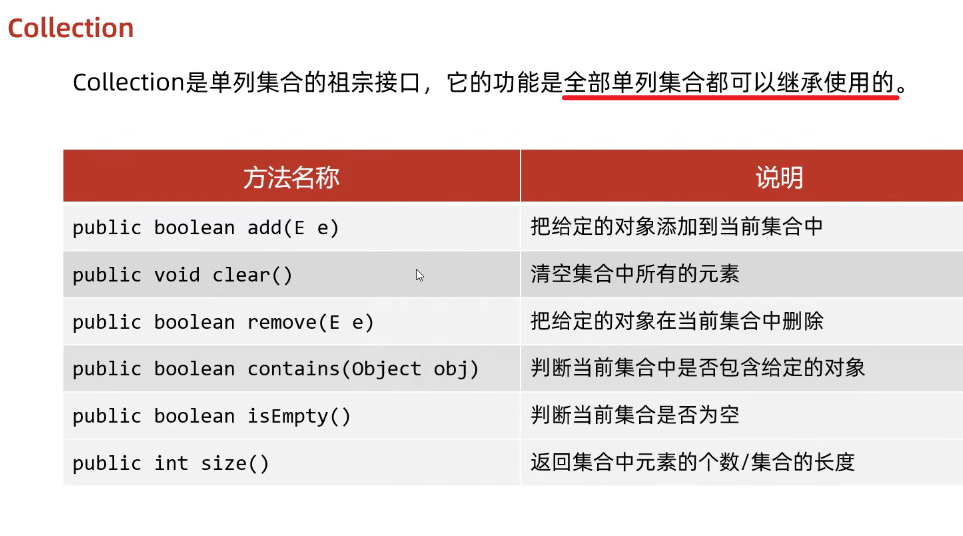 Collection
Collection是单列集合的祖宗接口，它的功能是全部单列集合都可以继承使用的。
方法名称 说明
public boolean add(E e) 把给定的对象添加到当前集合中
public void clear() 清空集合中所有的元素
public boolean remove(E e) 把给定的对象在当前集合中删除
public boolean contains(Object obj) 判断当前集合中是否包含给定的对象
public boolean isEmpty() 判断当前集合是否为空
public int size() 返回集合中元素的个数/集合的长度